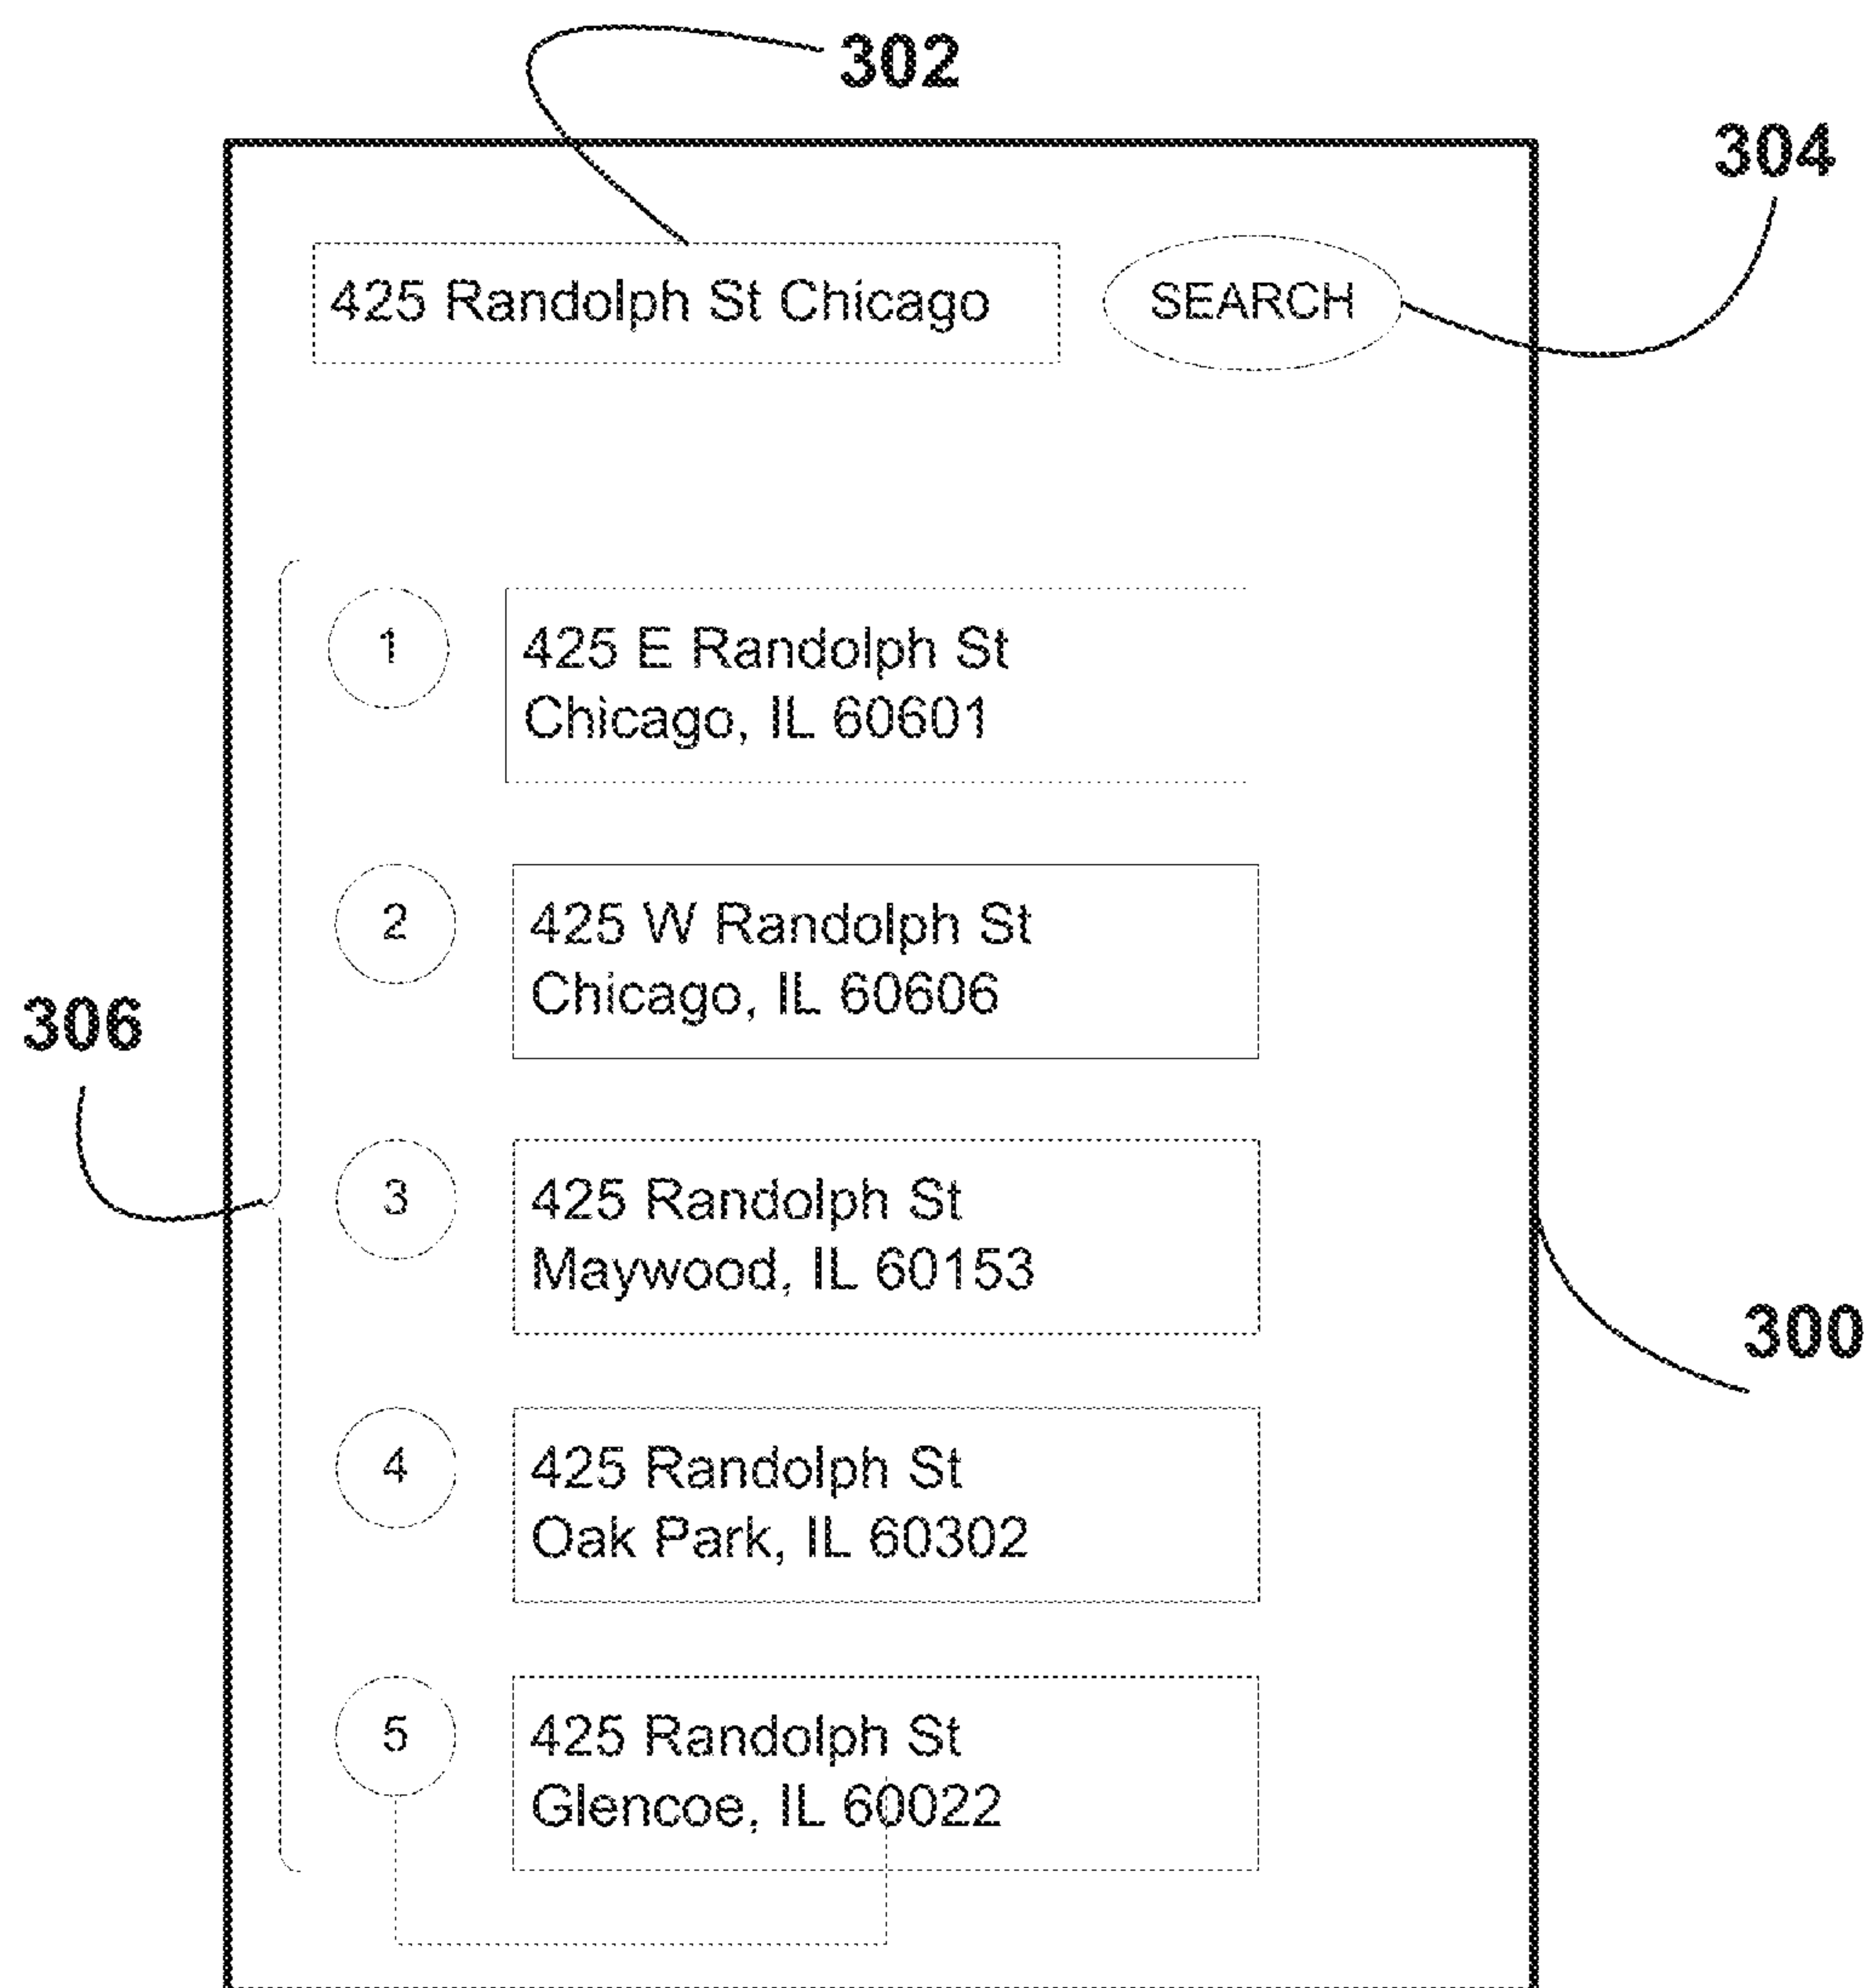 302
304
425 Randolph St Chicago
SEARCH
1
425 E Randolph St
Chicago, IL 60601
2
425 W Randolph St
Chicago, IL 60606
306
3
425 Randolph St
Maywood, IL 60153
300
4
425 Randolph St
Oak Park, IL 60302
5
425 Randolph St
Glencoe, IL 60022